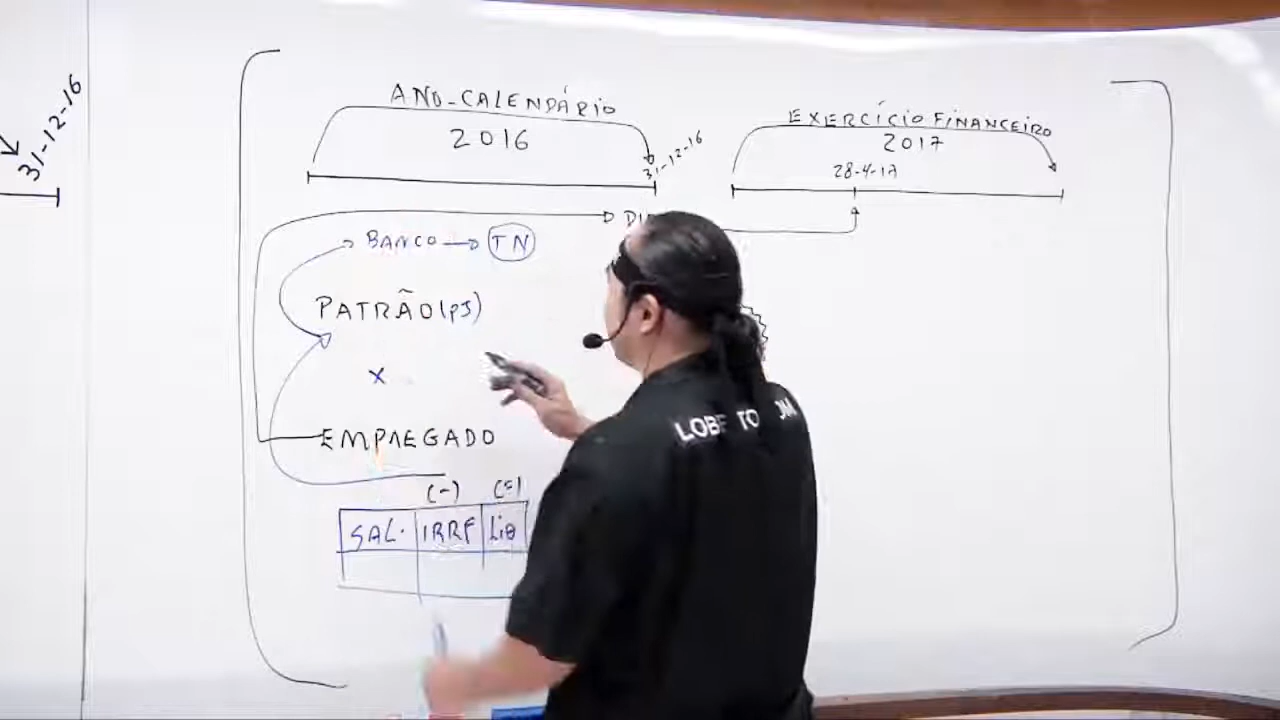 31-12-16
ANO-CALENDÁRIO
2016
31-12-16
EXERCÍCIO FINANCEIRO
2017
28-4-17
BANCO → TN
PATRÃO (PJ)
X
EMPREGADO
(-) (=)
SAL. IRRF LIQ